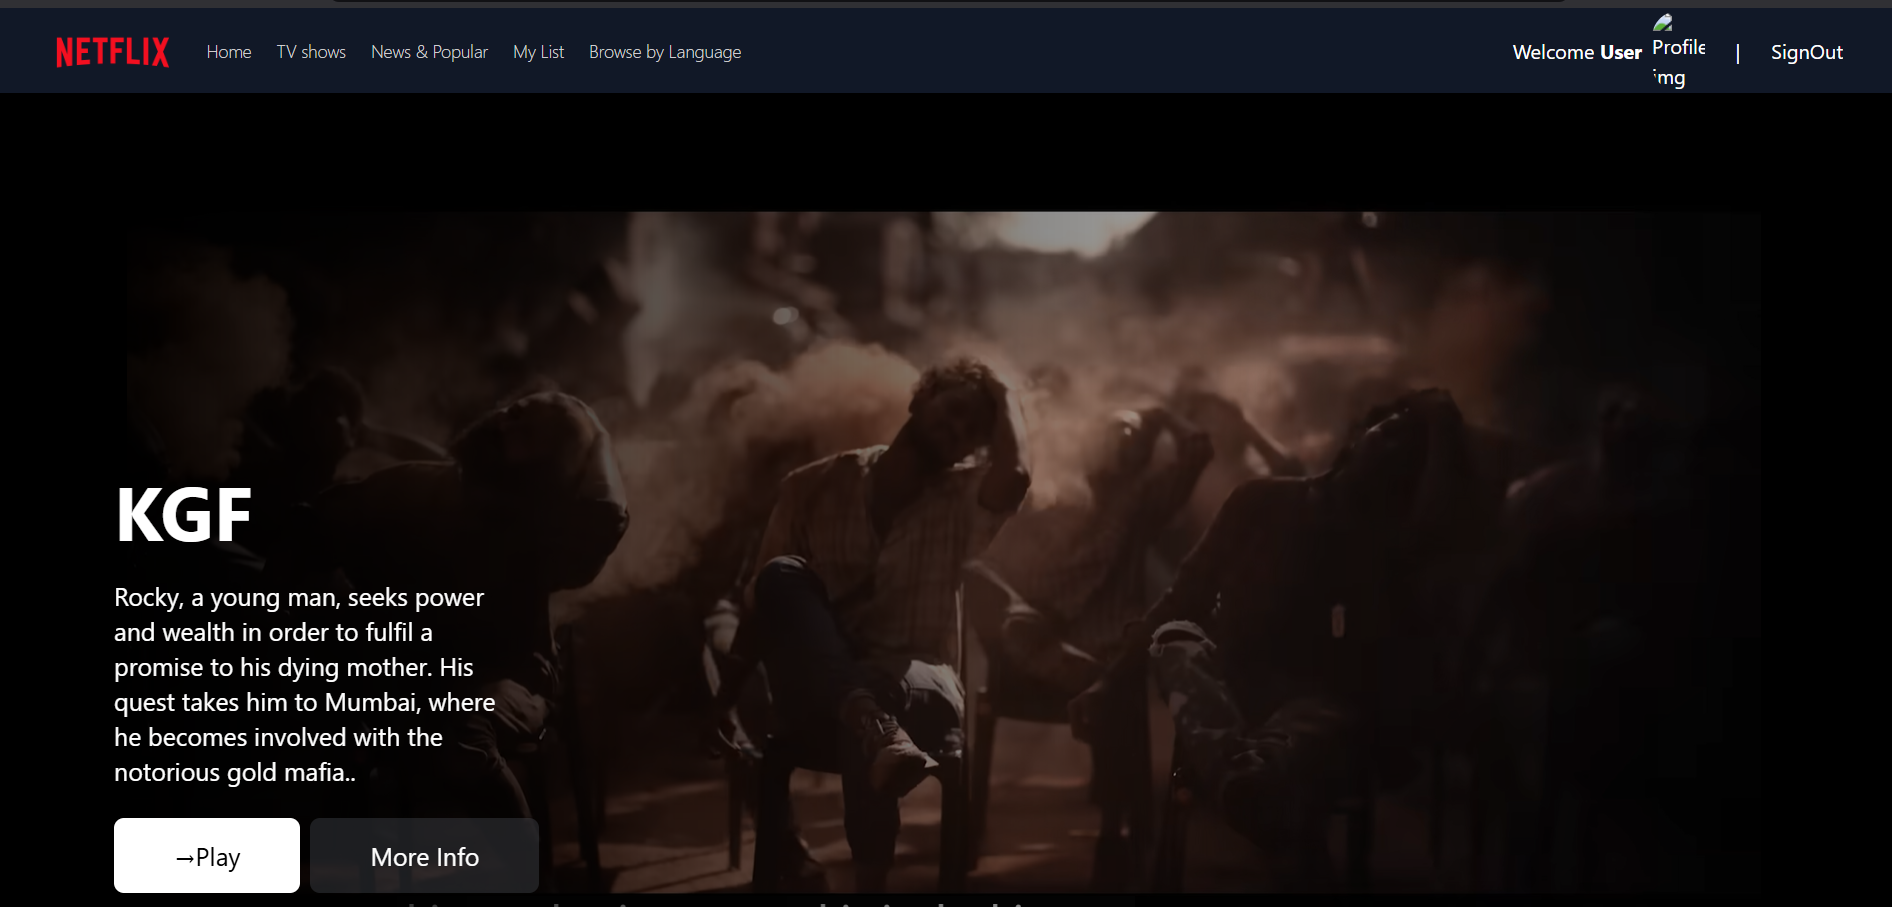 NETFLIX Home TV shows News & Popular My List Browse by Language Welcome User Profile | SignOut
img
KGF
Rocky, a young man, seeks power
and wealth in order to fulfil a
promise to his dying mother. His
quest takes him to Mumbai, where
he becomes involved with the
notorious gold mafia..
→Play More Info